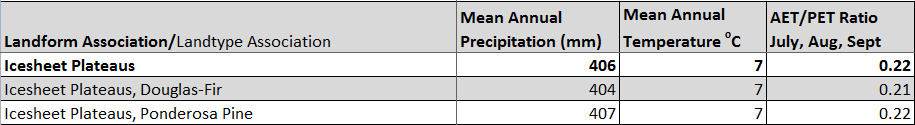 Landform Association/Landtype Association Mean Annual Precipitation (mm) Mean Annual Temperature °C AET/PET Ratio July, Aug, Sept
Icesheet Plateaus 406 7 0.22
Icesheet Plateaus, Douglas-Fir 404 7 0.21
Icesheet Plateaus, Ponderosa Pine 407 7 0.22